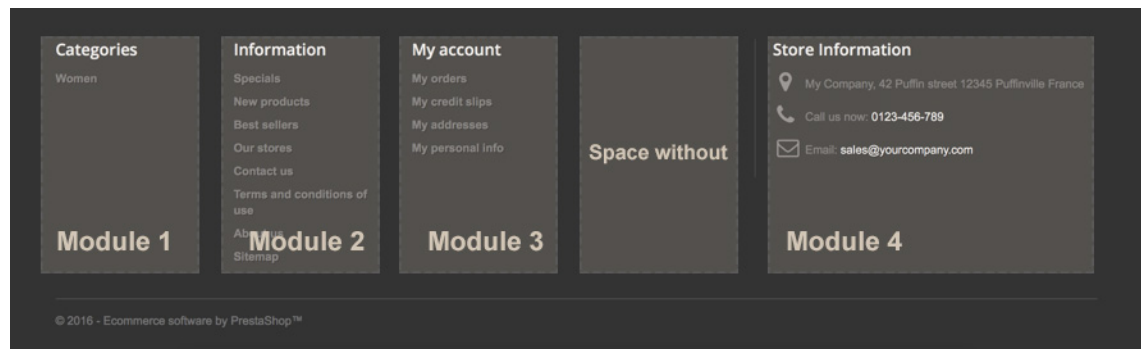 Categories
Women
Module 1
Information
Specials
New products
Best sellers
Our stores
Contact us
Terms and conditions of
use
About us
Sitemap
Module 2
My account
My orders
My credit slips
My addresses
My personal info
Module 3
Space without
Store Information
My Company, 42 Puffin street 12345 Puffinville France
Call us now: 0123-456-789
Email: sales@yourcompany.com
Module 4
© 2016 - Ecommerce software by PrestaShop™